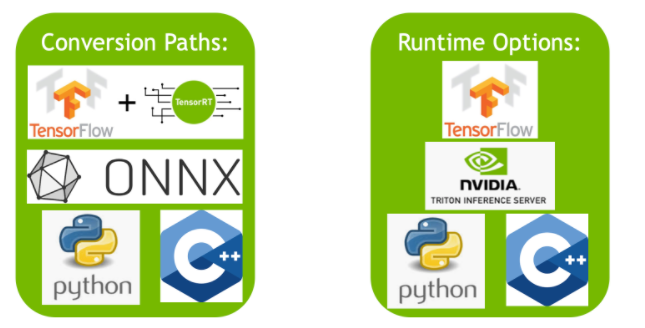 Conversion Paths:
TensorFlow
+
TensorRT
ONNX
python
C++
Runtime Options:
TensorFlow
NVIDIA.
TRITON INFERENCE SERVER
python
C++